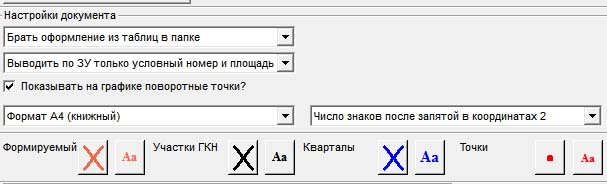 Настройки документа
Брать оформление из таблиц в папке
Выводить по ЗУ только условный номер и площадь
Показывать на графике поворотные точки?
Формат А4 (книжный) Число знаков после запятой в координатах 2
Формируемый Aa Участки ГКН Aa Кварталы Aa Точки Aa